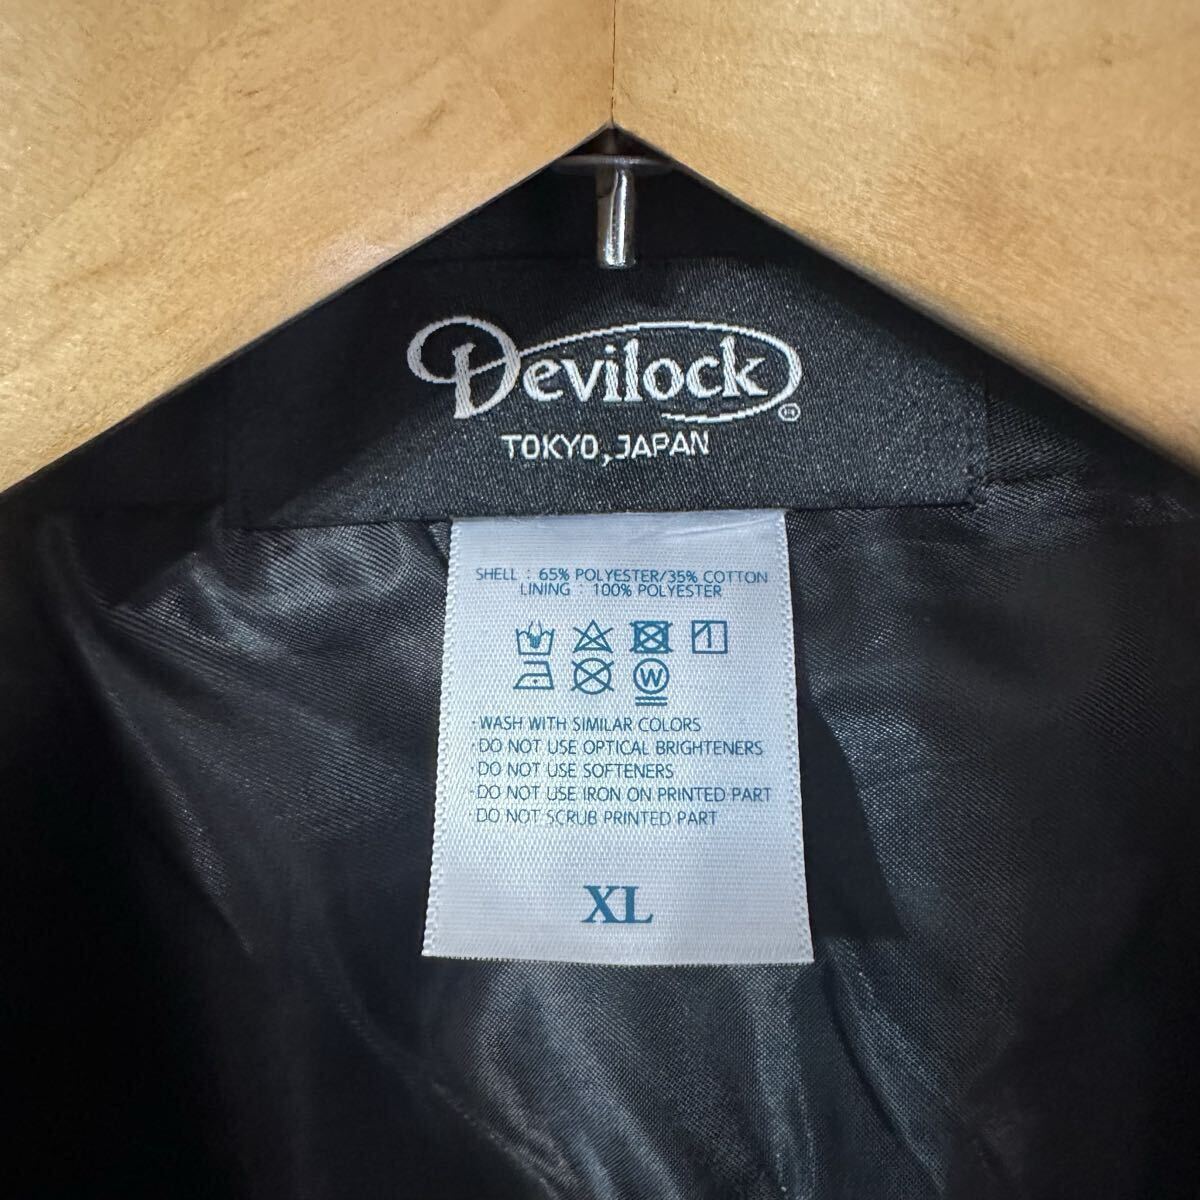 Devilock ®
TOKYO,JAPAN
SHELL : 65% POLYESTER/35% COTTON
LINING : 100% POLYESTER
W
·WASH WITH SIMILAR COLORS
·DO NOT USE OPTICAL BRIGHTENERS
·DO NOT USE SOFTENERS
·DO NOT USE IRON ON PRINTED PART
·DO NOT SCRUB PRINTED PART
XL